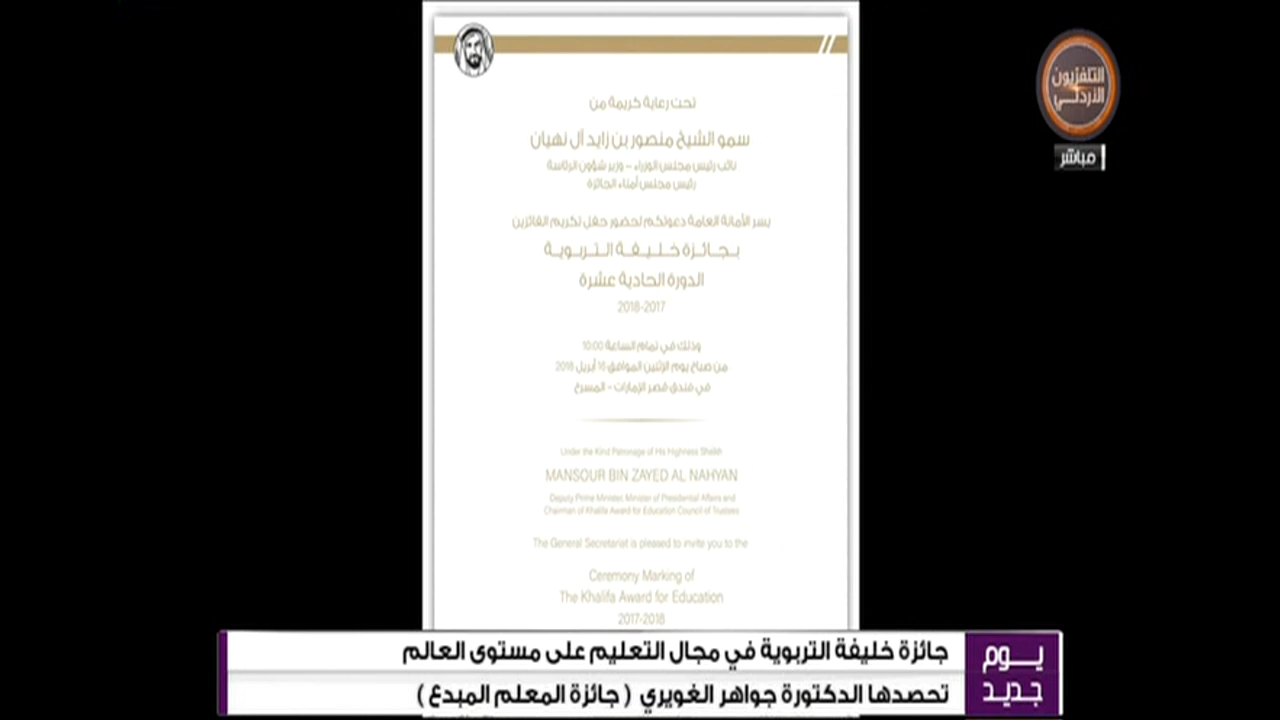 التلفزيون
الأردني
مباشر
تحت رعاية كريمة من
سمو الشيخ منصور بن زايد آل نهيان
نائب رئيس مجلس الوزراء - وزير شؤون الرئاسة
رئيس مجلس أمناء الجائزة
يسر الأمانة العامة دعوتكم لحضور حفل تكريم الفائزين
بجائزة خليفة التربوية
الدورة الحادية عشرة
2018-2017
وذلك في تمام الساعة 10:00
من صباح يوم الإثنين الموافق 16 أبريل 2018
في فندق قصر الإمارات - المسرح
Under the Kind Patronage of His Highness Sheikh
MANSOUR BIN ZAYED AL NAHYAN
Deputy Prime Minister, Minister of Presidential Affairs and
Chairman of Khalifa Award for Education Council of Trustees
The General Secretariat is pleased to invite you to the
Ceremony Marking of
The Khalifa Award for Education
2017-2018
يوم
جديد
جائزة خليفة التربوية في مجال التعليم على مستوى العالم
تحصدها الدكتورة جواهر الغويري ( جائزة المعلم المبدع )